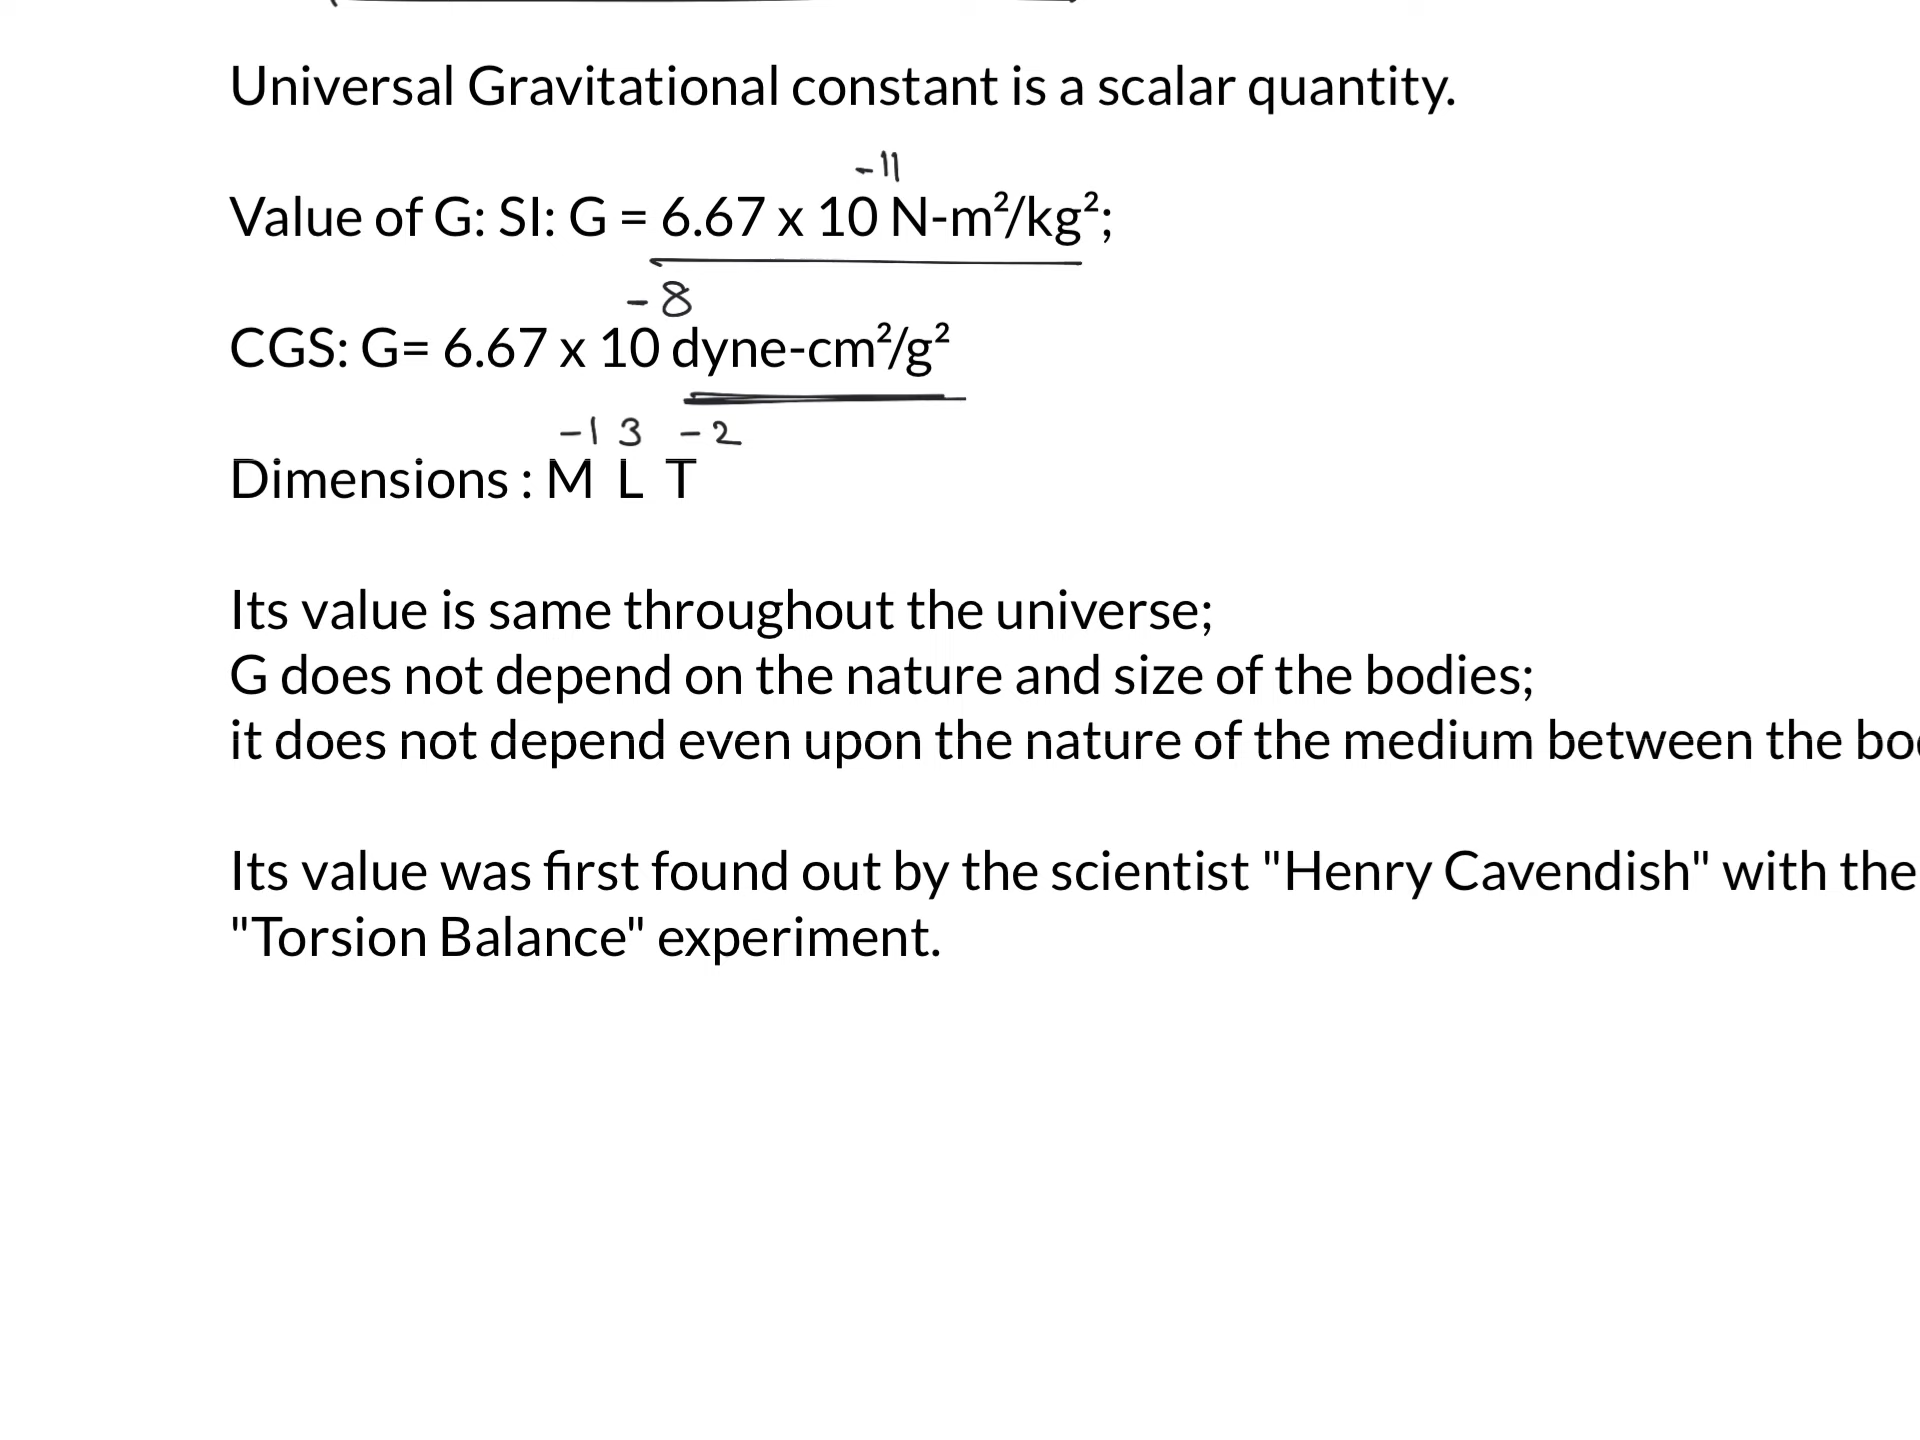 Universal Gravitational constant is a scalar quantity.
-11
Value of G: SI: G = 6.67 x 10 N-m²/kg²;
-8
CGS: G= 6.67 x 10 dyne-cm²/g²
-1 3 -2
Dimensions : M L T
Its value is same throughout the universe;
G does not depend on the nature and size of the bodies;
it does not depend even upon the nature of the medium between the
Its value was first found out by the scientist "Henry Cavendish" with the
"Torsion Balance" experiment.